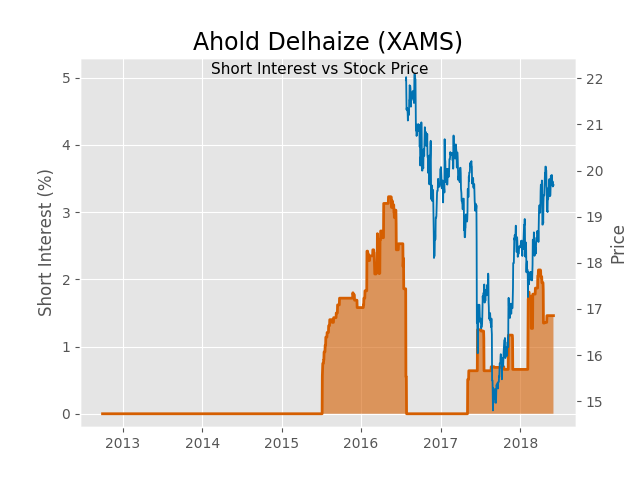 Ahold Delhaize (XAMS)
Short Interest vs Stock Price
Short Interest (%)
5
4
3
2
1
0
22
21
20
19
18
17
16
15
Price
2013 2014 2015 2016 2017 2018